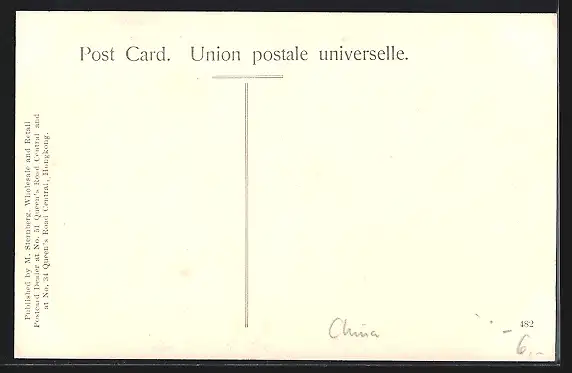 Post Card. Union postale universelle.
Published by M. Sternberg, Wholesale and Retail
Postcard Dealer at No. 51 Queen's Road Central and
at No. 34 Queen's Road Central, Hongkong.
China
482
- 6.-